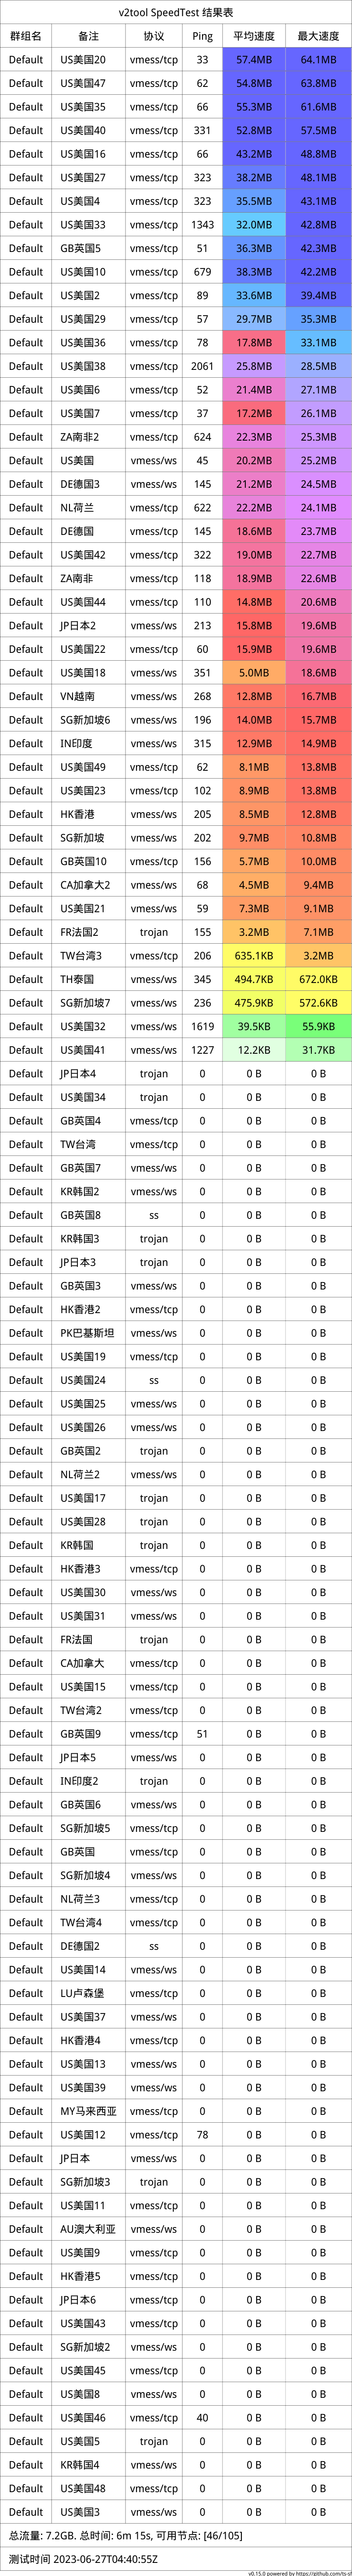 v2tool SpeedTest 结果表
群组名 备注 协议 Ping 平均速度 最大速度
Default US美国20 vmess/tcp 33 57.4MB 64.1MB
Default US美国47 vmess/tcp 62 54.8MB 63.8MB
Default US美国35 vmess/tcp 66 55.3MB 61.6MB
Default US美国40 vmess/tcp 331 52.8MB 57.5MB
Default US美国16 vmess/tcp 66 43.2MB 48.8MB
Default US美国27 vmess/tcp 323 38.2MB 48.1MB
Default US美国4 vmess/tcp 323 35.5MB 43.1MB
Default US美国33 vmess/tcp 1343 32.0MB 42.8MB
Default GB英国5 vmess/tcp 51 36.3MB 42.3MB
Default US美国10 vmess/tcp 679 38.3MB 42.2MB
Default US美国2 vmess/tcp 89 33.6MB 39.4MB
Default US美国29 vmess/tcp 57 29.7MB 35.3MB
Default US美国36 vmess/tcp 78 17.8MB 33.1MB
Default US美国38 vmess/tcp 2061 25.8MB 28.5MB
Default US美国6 vmess/tcp 52 21.4MB 27.1MB
Default US美国7 vmess/tcp 37 17.2MB 26.1MB
Default ZA南非2 vmess/tcp 624 22.3MB 25.3MB
Default US美国 vmess/ws 45 20.2MB 25.2MB
Default DE德国3 vmess/ws 145 21.2MB 24.5MB
Default NL荷兰 vmess/tcp 622 22.2MB 24.1MB
Default DE德国 vmess/tcp 145 18.6MB 23.7MB
Default US美国42 vmess/tcp 322 19.0MB 22.7MB
Default ZA南非 vmess/tcp 118 18.9MB 22.6MB
Default US美国44 vmess/tcp 110 14.8MB 20.6MB
Default JP日本2 vmess/ws 213 15.8MB 19.6MB
Default US美国22 vmess/tcp 60 15.9MB 19.6MB
Default US美国18 vmess/ws 351 5.0MB 18.6MB
Default VN越南 vmess/ws 268 12.8MB 16.7MB
Default SG新加坡6 vmess/ws 196 14.0MB 15.7MB
Default IN印度 vmess/ws 315 12.9MB 14.9MB
Default US美国49 vmess/ws 62 8.1MB 13.8MB
Default US美国23 vmess/tcp 102 8.9MB 13.8MB
Default HK香港 vmess/ws 205 8.5MB 12.8MB
Default SG新加坡 vmess/ws 202 9.7MB 10.8MB
Default GB英国10 vmess/tcp 156 5.7MB 10.0MB
Default CA加拿大2 vmess/ws 68 4.5MB 9.4MB
Default US美国21 vmess/ws 59 7.3MB 9.1MB
Default FR法国2 trojan 155 3.2MB 7.1MB
Default TW台湾3 vmess/tcp 206 635.1KB 3.2MB
Default TH泰国 vmess/ws 345 494.7KB 672.0KB
Default SG新加坡7 vmess/ws 236 475.9KB 572.6KB
Default US美国32 vmess/ws 1619 39.5KB 55.9KB
Default US美国41 vmess/ws 1227 12.2KB 31.7KB
Default JP日本4 trojan 0 0 B 0 B
Default US美国34 trojan 0 0 B 0 B
Default GB英国4 vmess/tcp 0 0 B 0 B
Default TW台湾 vmess/tcp 0 0 B 0 B
Default GB英国7 vmess/ws 0 0 B 0 B
Default KR韩国2 vmess/ws 0 0 B 0 B
Default GB英国8 ss 0 0 B 0 B
Default KR韩国3 trojan 0 0 B 0 B
Default JP日本3 trojan 0 0 B 0 B
Default GB英国3 vmess/ws 0 0 B 0 B
Default HK香港2 vmess/tcp 0 0 B 0 B
Default PK巴基斯坦 vmess/ws 0 0 B 0 B
Default US美国19 vmess/tcp 0 0 B 0 B
Default US美国24 ss 0 0 B 0 B
Default US美国25 vmess/ws 0 0 B 0 B
Default US美国26 vmess/ws 0 0 B 0 B
Default GB英国2 trojan 0 0 B 0 B
Default NL荷兰2 vmess/ws 0 0 B 0 B
Default US美国17 trojan 0 0 B 0 B
Default US美国28 trojan 0 0 B 0 B
Default KR韩国 trojan 0 0 B 0 B
Default HK香港3 vmess/tcp 0 0 B 0 B
Default US美国30 vmess/ws 0 0 B 0 B
Default US美国31 vmess/ws 0 0 B 0 B
Default FR法国 trojan 0 0 B 0 B
Default CA加拿大 vmess/tcp 0 0 B 0 B
Default US美国15 vmess/tcp 0 0 B 0 B
Default TW台湾2 vmess/tcp 0 0 B 0 B
Default GB英国9 vmess/tcp 51 0 B 0 B
Default JP日本5 vmess/ws 0 0 B 0 B
Default IN印度2 trojan 0 0 B 0 B
Default GB英国6 vmess/ws 0 0 B 0 B
Default SG新加坡5 vmess/tcp 0 0 B 0 B
Default GB英国 vmess/tcp 0 0 B 0 B
Default SG新加坡4 vmess/ws 0 0 B 0 B
Default NL荷兰3 vmess/tcp 0 0 B 0 B
Default TW台湾4 vmess/tcp 0 0 B 0 B
Default DE德国2 ss 0 0 B 0 B
Default US美国14 vmess/ws 0 0 B 0 B
Default LU卢森堡 vmess/tcp 0 0 B 0 B
Default US美国37 vmess/ws 0 0 B 0 B
Default HK香港4 vmess/tcp 0 0 B 0 B
Default US美国13 vmess/ws 0 0 B 0 B
Default US美国39 vmess/ws 0 0 B 0 B
Default MY马来西亚 vmess/tcp 0 0 B 0 B
Default US美国12 vmess/tcp 78 0 B 0 B
Default JP日本 vmess/ws 0 0 B 0 B
Default SG新加坡3 trojan 0 0 B 0 B
Default US美国11 vmess/tcp 0 0 B 0 B
Default AU澳大利亚 vmess/ws 0 0 B 0 B
Default US美国9 vmess/tcp 0 0 B 0 B
Default HK香港5 vmess/tcp 0 0 B 0 B
Default JP日本6 vmess/tcp 0 0 B 0 B
Default US美国43 vmess/tcp 0 0 B 0 B
Default SG新加坡2 vmess/ws 0 0 B 0 B
Default US美国45 vmess/tcp 0 0 B 0 B
Default US美国8 vmess/ws 0 0 B 0 B
Default US美国46 vmess/tcp 40 0 B 0 B
Default US美国5 trojan 0 0 B 0 B
Default KR韩国4 vmess/ws 0 0 B 0 B
Default US美国48 vmess/tcp 0 0 B 0 B
Default US美国3 vmess/ws 0 0 B 0 B
总流量: 7.2GB. 总时间: 6m 15s, 可用节点: [46/105]
测试时间 2023-06-27T04:40:55Z
v0.15.0 powered by https://github.com/ts-sf